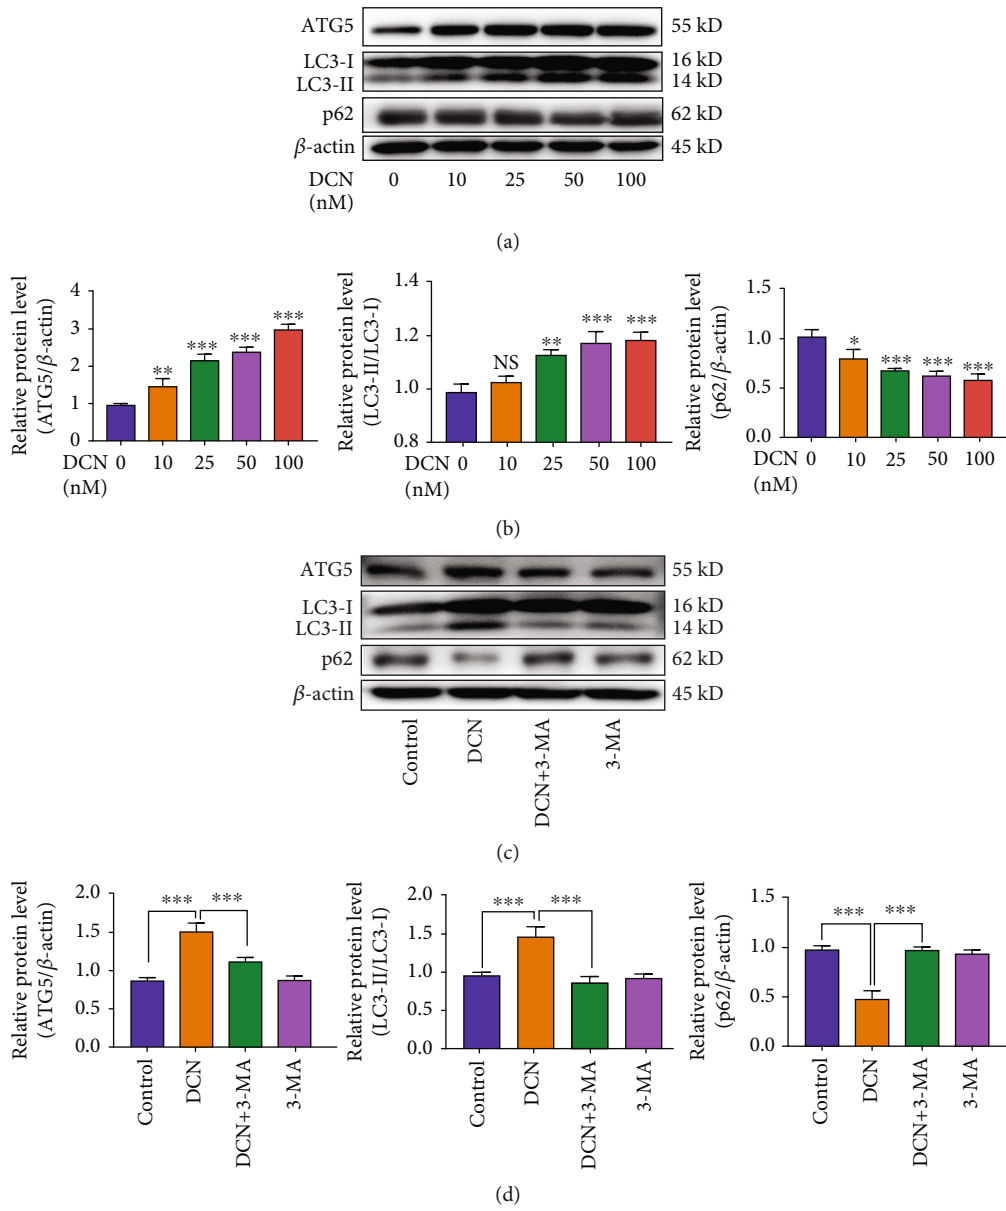 ATG5 55 kD
LC3-I 16 kD
LC3-II 14 kD
p62 62 kD
β-actin 45 kD
DCN 0 10 25 50 100
(nM)
(a)
Relative protein level
(ATG5/β-actin)
4
3
2
1
0
** *** *** ***
DCN 0 10 25 50 100
(nM)
Relative protein level
(LC3-II/LC3-I)
1.4
1.2
1.0
0.8
NS ** *** ***
DCN 0 10 25 50 100
(nM)
Relative protein level
(p62/β-actin)
1.5
1.0
0.5
0.0
* *** *** ***
DCN 0 10 25 50 100
(nM)
(b)
ATG5 55 kD
LC3-I 16 kD
LC3-II 14 kD
p62 62 kD
β-actin 45 kD
Control DCN DCN+3-MA 3-MA
(c)
Relative protein level
(ATG5/β-actin)
2.0
1.5
1.0
0.5
0.0
*** ***
Control DCN DCN+3-MA 3-MA
Relative protein level
(LC3-II/LC3-I)
2.0
1.5
1.0
0.5
0.0
*** ***
Control DCN DCN+3-MA 3-MA
Relative protein level
(p62/β-actin)
1.5
1.0
0.5
0.0
*** ***
Control DCN DCN+3-MA 3-MA
(d)